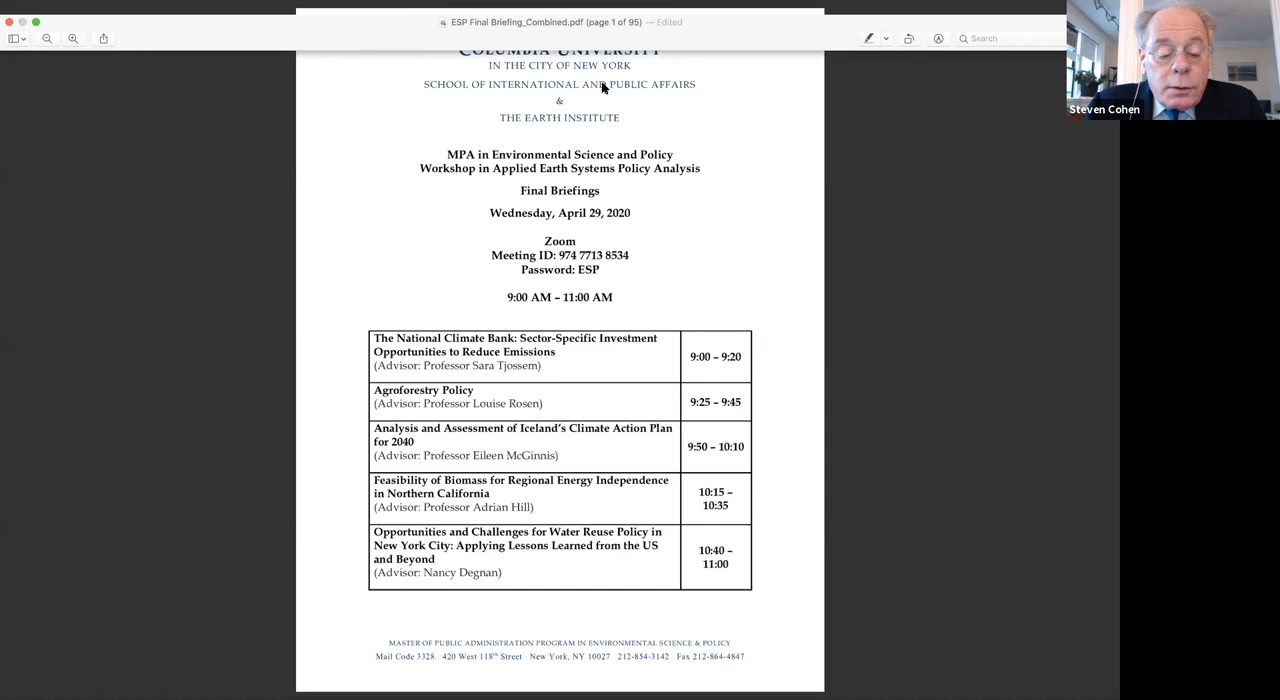 ESP Final Briefing_Combined.pdf (page 1 of 95) — Edited
Search
Steven Cohen
COLUMBIA UNIVERSITY
IN THE CITY OF NEW YORK
SCHOOL OF INTERNATIONAL AND PUBLIC AFFAIRS
&
THE EARTH INSTITUTE
MPA in Environmental Science and Policy
Workshop in Applied Earth Systems Policy Analysis
Final Briefings
Wednesday, April 29, 2020
Zoom
Meeting ID: 974 7713 8534
Password: ESP
9:00 AM – 11:00 AM
The National Climate Bank: Sector-Specific Investment
Opportunities to Reduce Emissions
(Advisor: Professor Sara Tjossem)
9:00 – 9:20
Agroforestry Policy
(Advisor: Professor Louise Rosen)
9:25 – 9:45
Analysis and Assessment of Iceland's Climate Action Plan
for 2040
(Advisor: Professor Eileen McGinnis)
9:50 – 10:10
Feasibility of Biomass for Regional Energy Independence
in Northern California
(Advisor: Professor Adrian Hill)
10:15 –
10:35
Opportunities and Challenges for Water Reuse Policy in
New York City: Applying Lessons Learned from the US
and Beyond
(Advisor: Nancy Degnan)
10:40 –
11:00
MASTER OF PUBLIC ADMINISTRATION PROGRAM IN ENVIRONMENTAL SCIENCE & POLICY
Mail Code 3328 420 West 118th Street New York, NY 10027 212-854-3142 Fax 212-864-4847